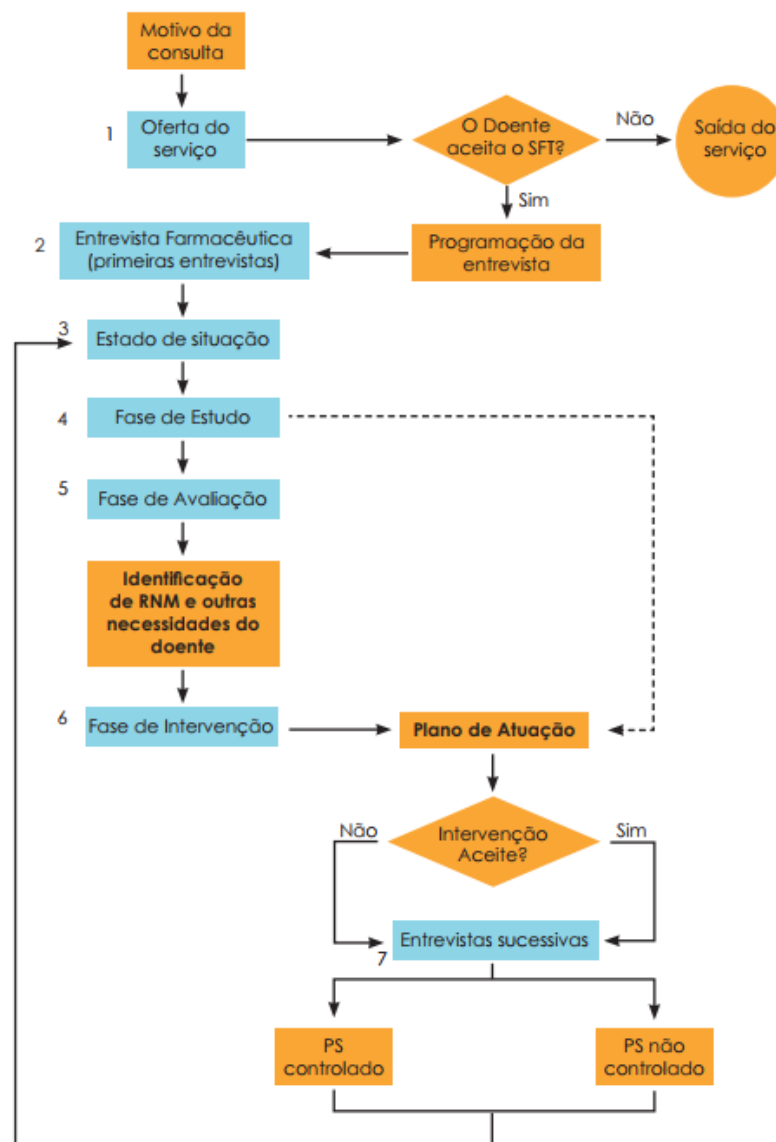 Motivo da
consulta
1
Oferta do
serviço
O Doente
aceita o SFT?
Não
Saída do
serviço
Sim
2
Entrevista Farmacêutica
(primeiras entrevistas)
Programação da
entrevista
3
Estado de situação
4
Fase de Estudo
5
Fase de Avaliação
Identificação
de RNM e outras
necessidades do
doente
6
Fase de Intervenção
Plano de Atuação
Não
Intervenção
Aceite?
Sim
Entrevistas sucessivas
7
PS
controlado
PS não
controlado